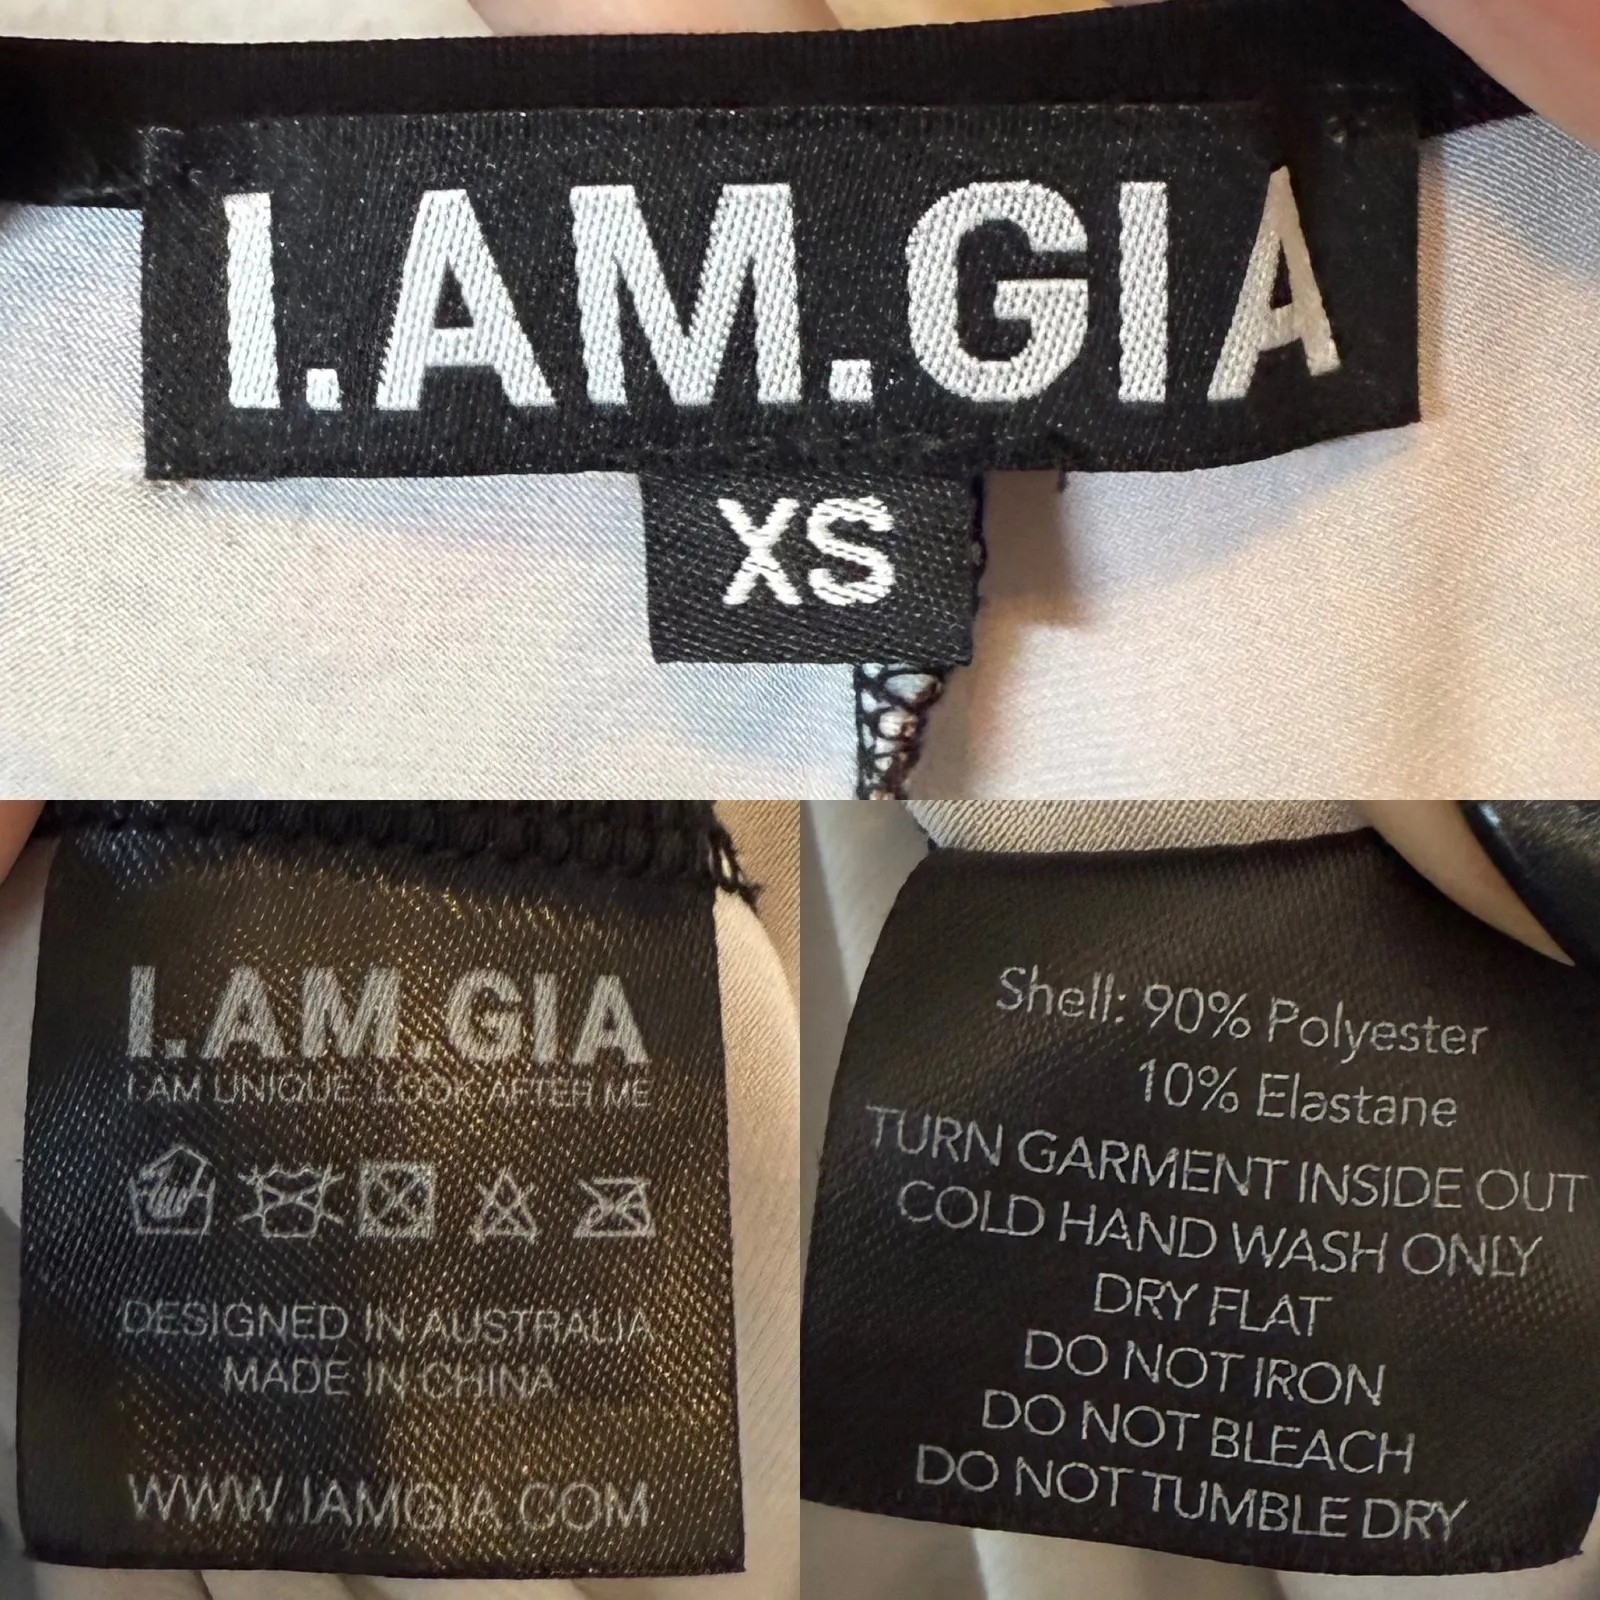 I.AM.GIA
XS
I.AM.GIA
I AM UNIQUE. LOOK AFTER ME
DESIGNED IN AUSTRALIA
MADE IN CHINA
WWW.IAMGIA.COM
Shell: 90% Polyester
10% Elastane
TURN GARMENT INSIDE OUT
COLD HAND WASH ONLY
DRY FLAT
DO NOT IRON
DO NOT BLEACH
DO NOT TUMBLE DRY